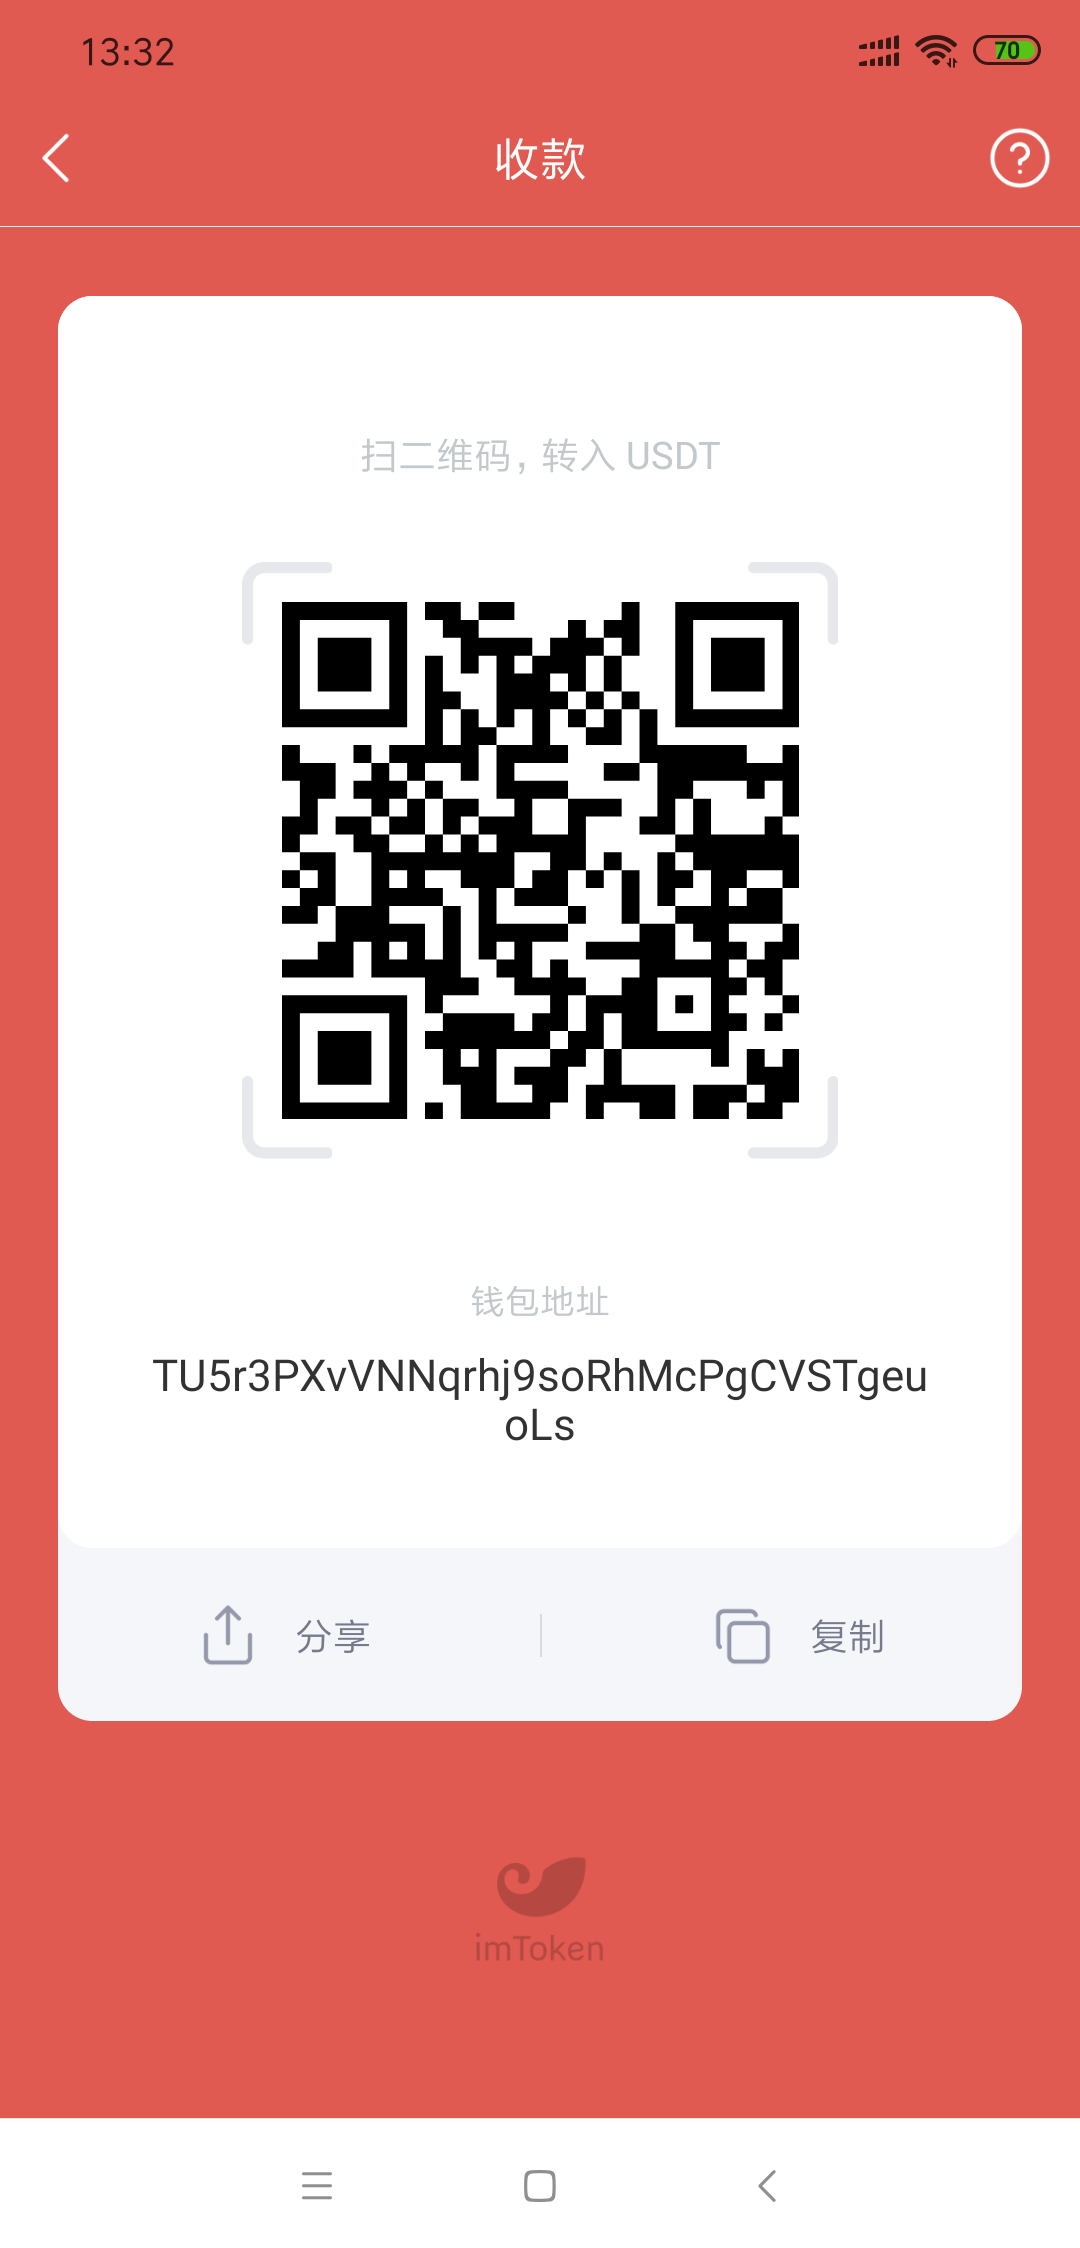 13:32
70
收款
扫二维码，转入 USDT
钱包地址
TU5r3PXvVNNqrhj9soRhMcPgCVSTgeu
oLs
分享
复制
imToken